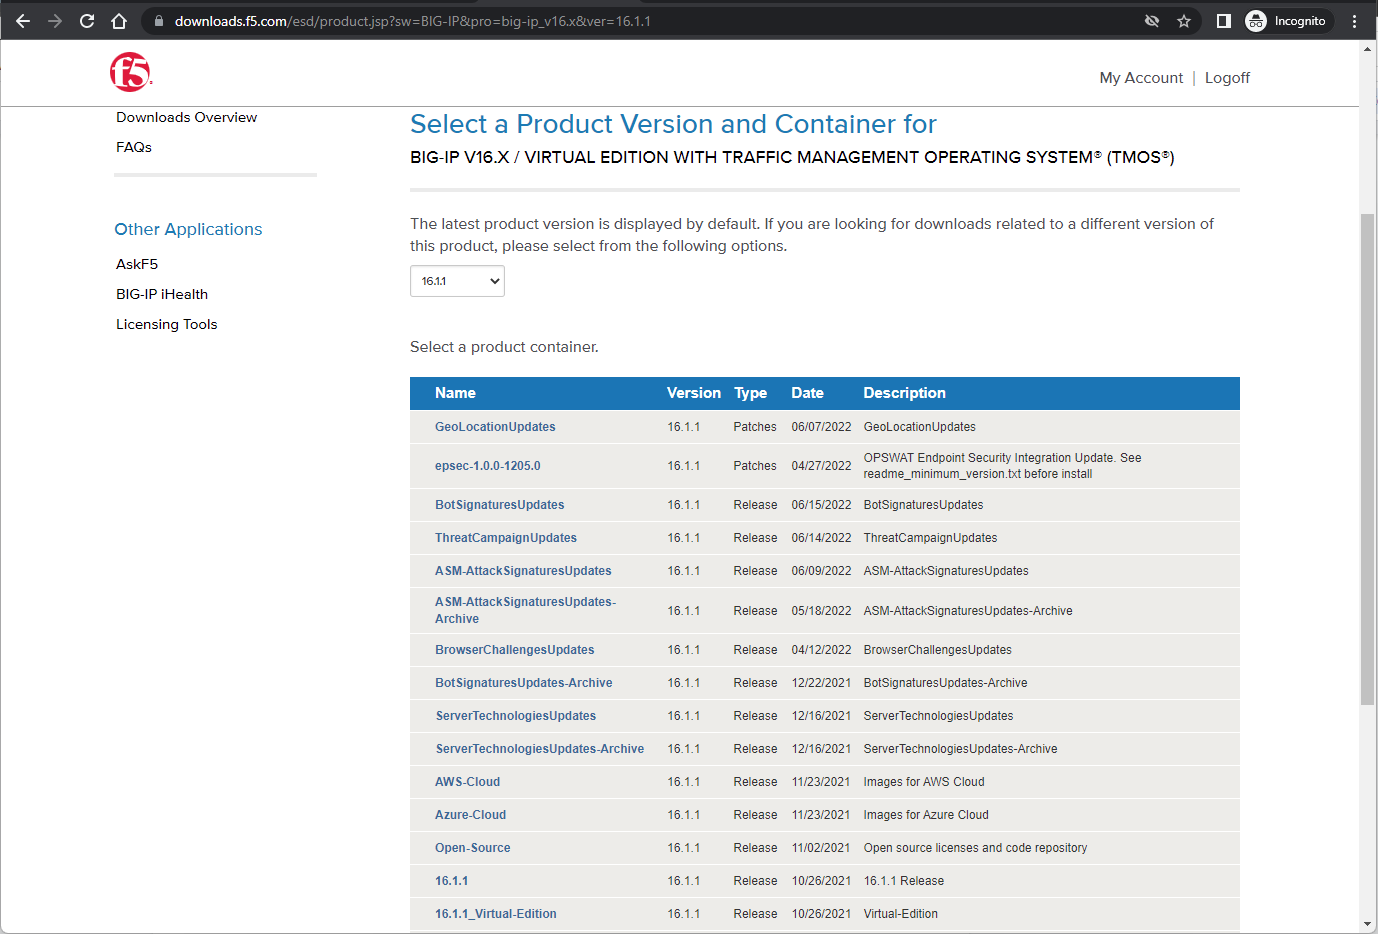 downloads.f5.com/esd/product.jsp?sw=BIG-IP&pro=big-ip_v16.x&ver=16.1.1
Incognito
f5
My Account | Logoff
Downloads Overview
FAQs
Other Applications
AskF5
BIG-IP iHealth
Licensing Tools
Select a Product Version and Container for
BIG-IP V16.X / VIRTUAL EDITION WITH TRAFFIC MANAGEMENT OPERATING SYSTEM® (TMOS®)
The latest product version is displayed by default. If you are looking for downloads related to a different version of
this product, please select from the following options.
16.1.1
Select a product container.
Name Version Type Date Description
GeoLocationUpdates 16.1.1 Patches 06/07/2022 GeoLocationUpdates
epsec-1.0.0-1205.0 16.1.1 Patches 04/27/2022 OPSWAT Endpoint Security Integration Update. See
readme_minimum_version.txt before install
BotSignaturesUpdates 16.1.1 Release 06/15/2022 BotSignaturesUpdates
ThreatCampaignUpdates 16.1.1 Release 06/14/2022 ThreatCampaignUpdates
ASM-AttackSignaturesUpdates 16.1.1 Release 06/09/2022 ASM-AttackSignaturesUpdates
ASM-AttackSignaturesUpdates-
Archive 16.1.1 Release 05/18/2022 ASM-AttackSignaturesUpdates-Archive
BrowserChallengesUpdates 16.1.1 Release 04/12/2022 BrowserChallengesUpdates
BotSignaturesUpdates-Archive 16.1.1 Release 12/22/2021 BotSignaturesUpdates-Archive
ServerTechnologiesUpdates 16.1.1 Release 12/16/2021 ServerTechnologiesUpdates
ServerTechnologiesUpdates-Archive 16.1.1 Release 12/16/2021 ServerTechnologiesUpdates-Archive
AWS-Cloud 16.1.1 Release 11/23/2021 Images for AWS Cloud
Azure-Cloud 16.1.1 Release 11/23/2021 Images for Azure Cloud
Open-Source 16.1.1 Release 11/02/2021 Open source licenses and code repository
16.1.1 16.1.1 Release 10/26/2021 16.1.1 Release
16.1.1_Virtual-Edition 16.1.1 Release 10/26/2021 Virtual-Edition